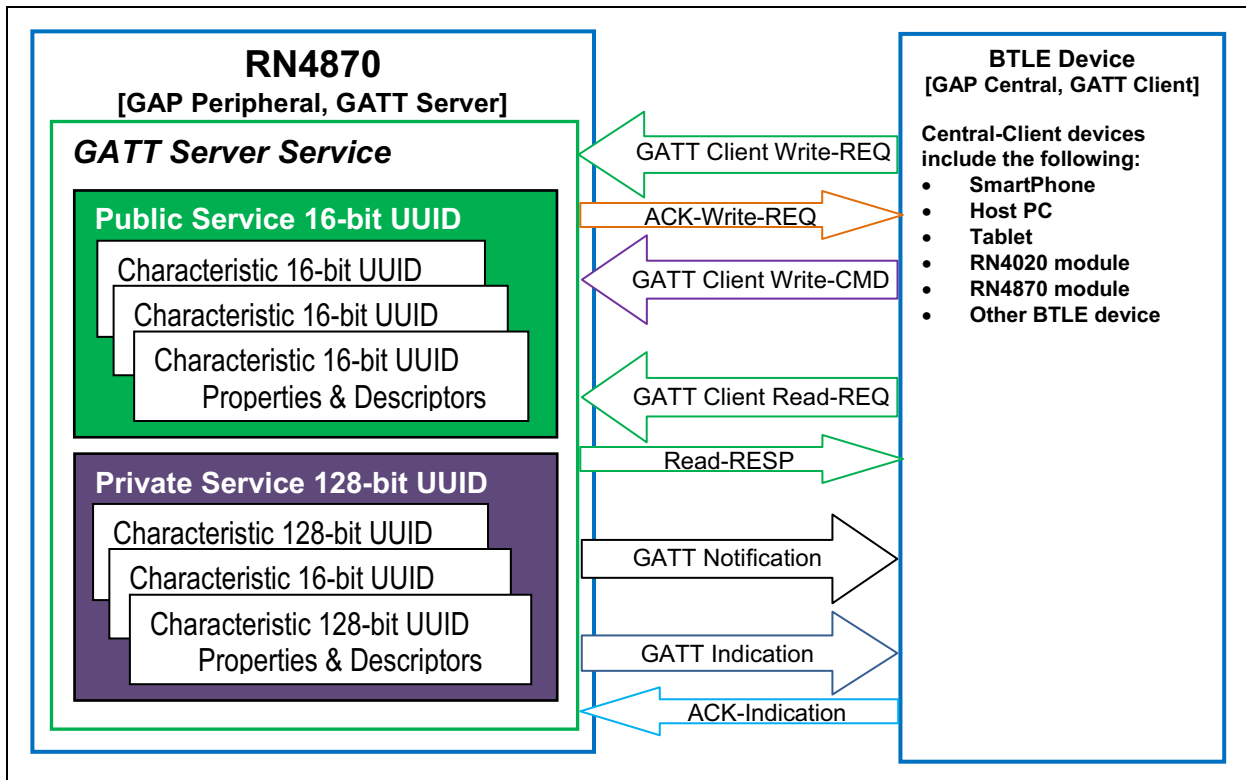 RN4870
[GAP Peripheral, GATT Server]
GATT Server Service
Public Service 16-bit UUID
Characteristic 16-bit UUID
Characteristic 16-bit UUID
Characteristic 16-bit UUID
Properties & Descriptors
Private Service 128-bit UUID
Characteristic 128-bit UUID
Characteristic 16-bit UUID
Characteristic 128-bit UUID
Properties & Descriptors
GATT Client Write-REQ
ACK-Write-REQ
GATT Client Write-CMD
GATT Client Read-REQ
Read-RESP
GATT Notification
GATT Indication
ACK-Indication
BTLE Device
[GAP Central, GATT Client]
Central-Client devices
include the following:
• SmartPhone
• Host PC
• Tablet
• RN4020 module
• RN4870 module
• Other BTLE device